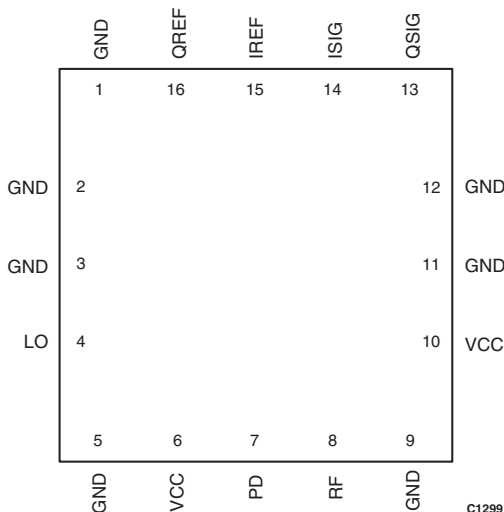 GND QREF IREF ISIG QSIG
1 16 15 14 13
GND 2 12 GND
GND 3 11 GND
LO 4 10 VCC
5 6 7 8 9
GND VCC PD RF GND
C1299